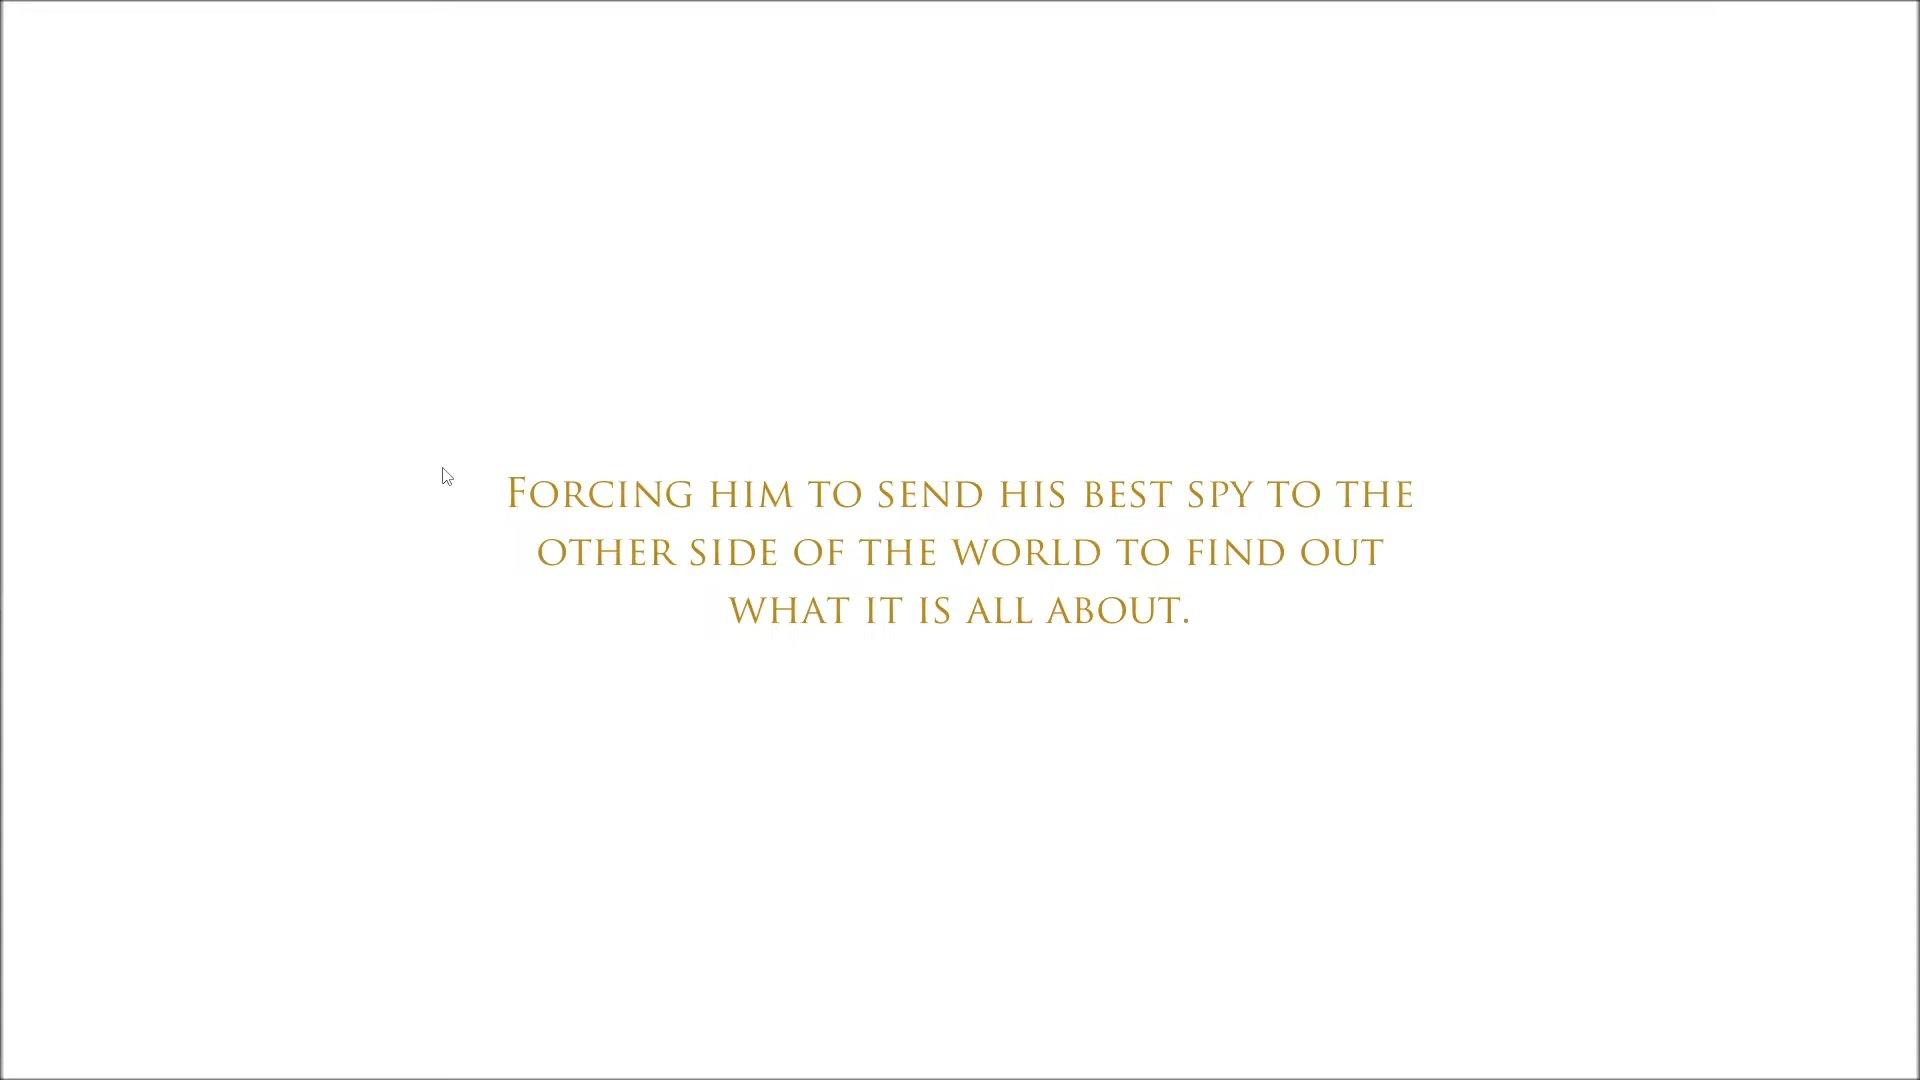 Forcing him to send his best spy to the
other side of the world to find out
what it is all about.